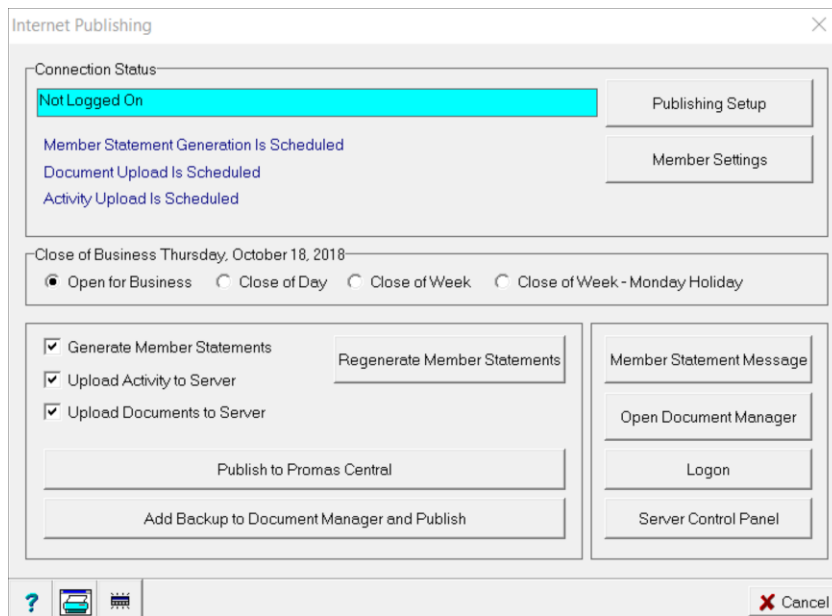 Internet Publishing
Connection Status
Not Logged On
Publishing Setup
Member Statement Generation Is Scheduled
Member Settings
Document Upload Is Scheduled
Activity Upload Is Scheduled
Close of Business Thursday, October 18, 2018
Open for Business Close of Day Close of Week Close of Week - Monday Holiday
Generate Member Statements
Regenerate Member Statements
Member Statement Message
Upload Activity to Server
Upload Documents to Server
Open Document Manager
Publish to Promas Central
Logon
Add Backup to Document Manager and Publish
Server Control Panel
?
Cancel